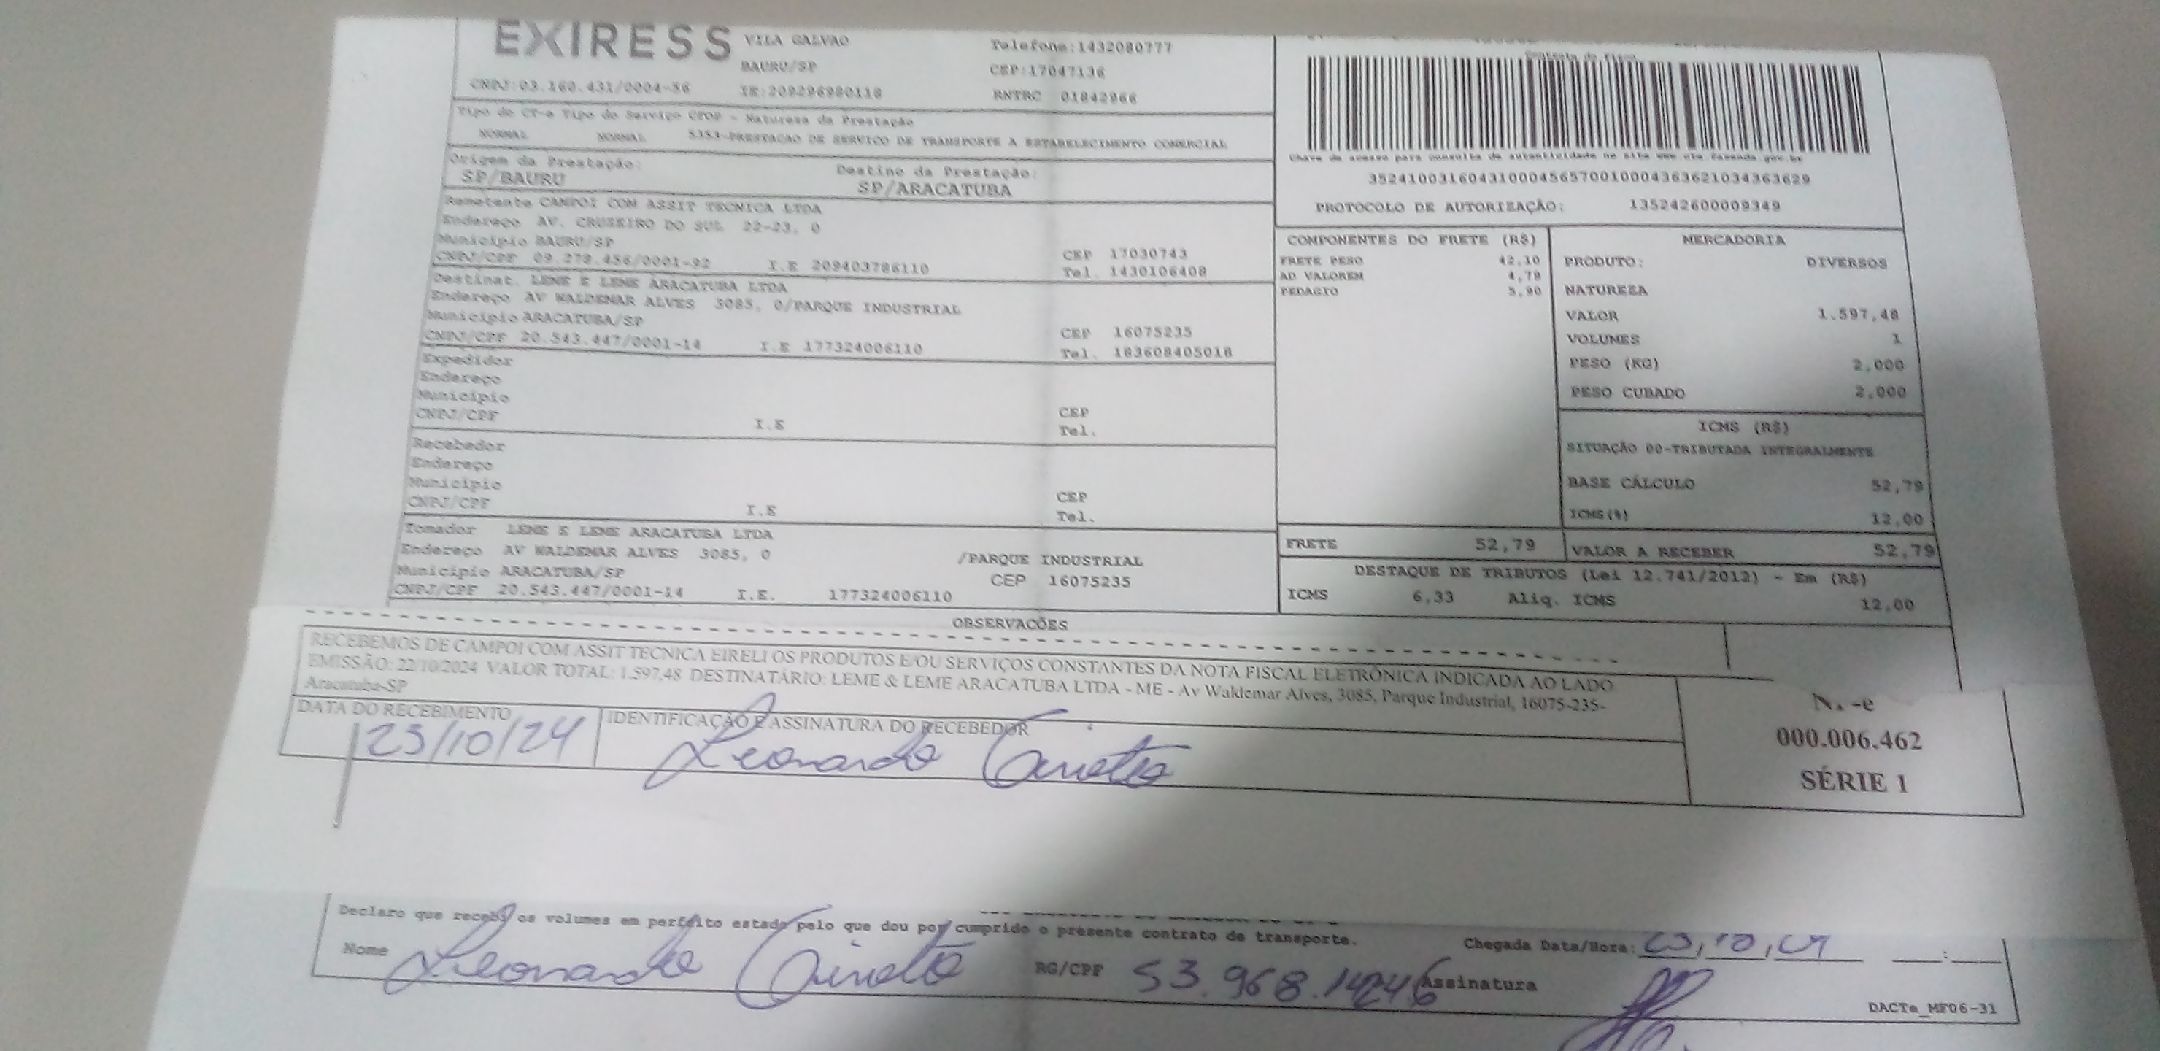 EXIRESS
VILA GALVAO
Telefone:1432080777
BAURU/SP
CEP:17047136
CNPJ:03.160.431/0004-56
IE:209296980118
RNTRC 01842966
Tipo do CT-e Tipo do Serviço CFOP - Natureza da Prestação
NORMAL NORMAL 5353-PRESTACAO DE SERVICO DE TRANSPORTE A ESTABELECIMENTO COMERCIAL
Origem da Prestação: Destino da Prestação:
SP/BAURU SP/ARACATUBA
Chave de acesso para consulta de autenticidade no site www.cte.fazenda.gov.br
35241003160431000456570010004363621034363629
PROTOCOLO DE AUTORIZAÇÃO: 135242600009349
Remetente CAMPOI COM ASSIT TECNICA LTDA
Endereço AV. CRUZEIRO DO SUL 22-23, 0
Município BAURU/SP CEP 17030743
CNPJ/CPF 09.279.456/0001-92 I.E 209403786110 Tel. 1430106408
Destinat. LEME E LEME ARACATUBA LTDA
Endereço AV WALDEMAR ALVES 3085, 0/PARQUE INDUSTRIAL
Município ARACATUBA/SP CEP 16075235
CNPJ/CPF 20.543.447/0001-14 I.E 177324006110 Tel. 183608405018
Expedidor
Endereço
Município CEP
CNPJ/CPF I.E Tel.
Recebedor
Endereço
Município CEP
CNPJ/CPF I.E Tel.
Tomador LEME E LEME ARACATUBA LTDA
Endereço AV WALDEMAR ALVES 3085, 0 /PARQUE INDUSTRIAL
Município ARACATUBA/SP CEP 16075235
CNPJ/CPF 20.543.447/0001-14 I.E. 177324006110
COMPONENTES DO FRETE (R$)
FRETE PESO 42,10
AD VALOREM 4,79
PEDAGIO 5,90
MERCADORIA
PRODUTO: DIVERSOS
NATUREZA
VALOR 1.597,48
VOLUMES 1
PESO (KG) 2,000
PESO CUBADO 2,000
ICMS (R$)
SITUAÇÃO 00-TRIBUTADA INTEGRALMENTE
BASE CÁLCULO 52,79
ICMS(%) 12,00
FRETE 52,79 VALOR A RECEBER 52,79
DESTAQUE DE TRIBUTOS (Lei 12.741/2012) - Em (R$)
ICMS 6,33 Aliq. ICMS 12,00
OBSERVACÕES
RECEBEMOS DE CAMPOI COM ASSIT TECNICA EIRELI OS PRODUTOS E/OU SERVIÇOS CONSTANTES DA NOTA FISCAL ELETRÔNICA INDICADA AO LADO
EMISSÃO: 22/10/2024 VALOR TOTAL: 1.597,48 DESTINATÁRIO: LEME & LEME ARACATUBA LTDA - ME - Av Waldemar Alves, 3085, Parque Industrial, 16075-235-
Aracatuba-SP
DATA DO RECEBIMENTO IDENTIFICAÇÃO E ASSINATURA DO RECEBEDOR
23/10/24 Leonardo
-e
000.006.462
SÉRIE 1
Declaro que recebi os volumes em perfeito estado pelo que dou por cumprido o presente contrato de transporte.
Chegada Data/Hora: 23,10,24
Nome Leonardo RG/CPF 53.968.1424 6 Assinatura
DACTe_MF06-31